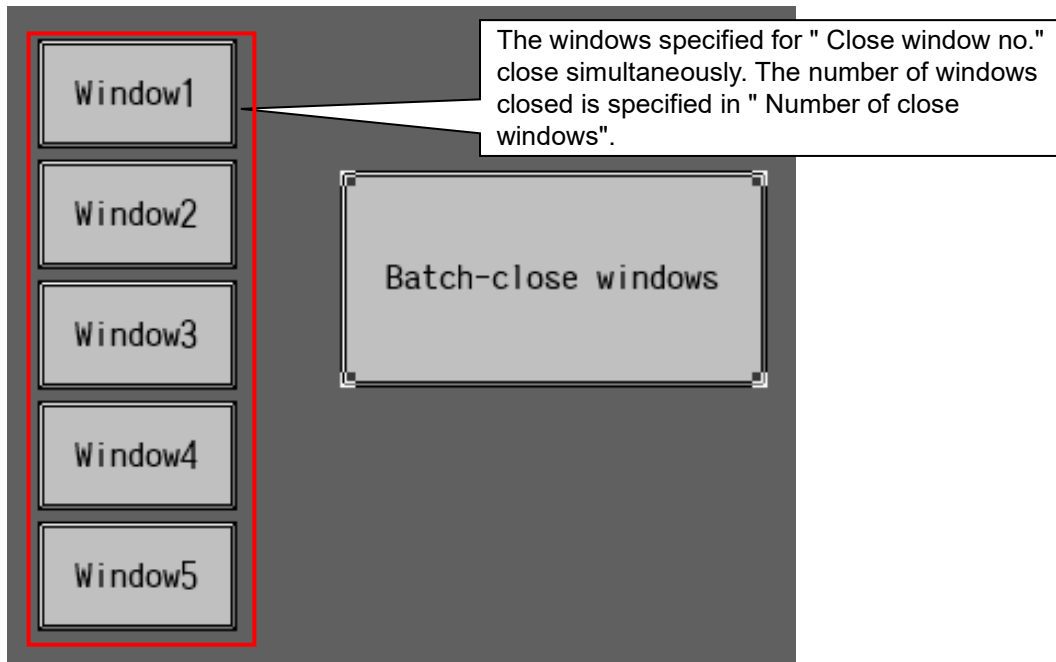 The windows specified for " Close window no."
close simultaneously. The number of windows
closed is specified in " Number of close
windows".
Window1
Window2
Window3
Window4
Window5
Batch-close windows